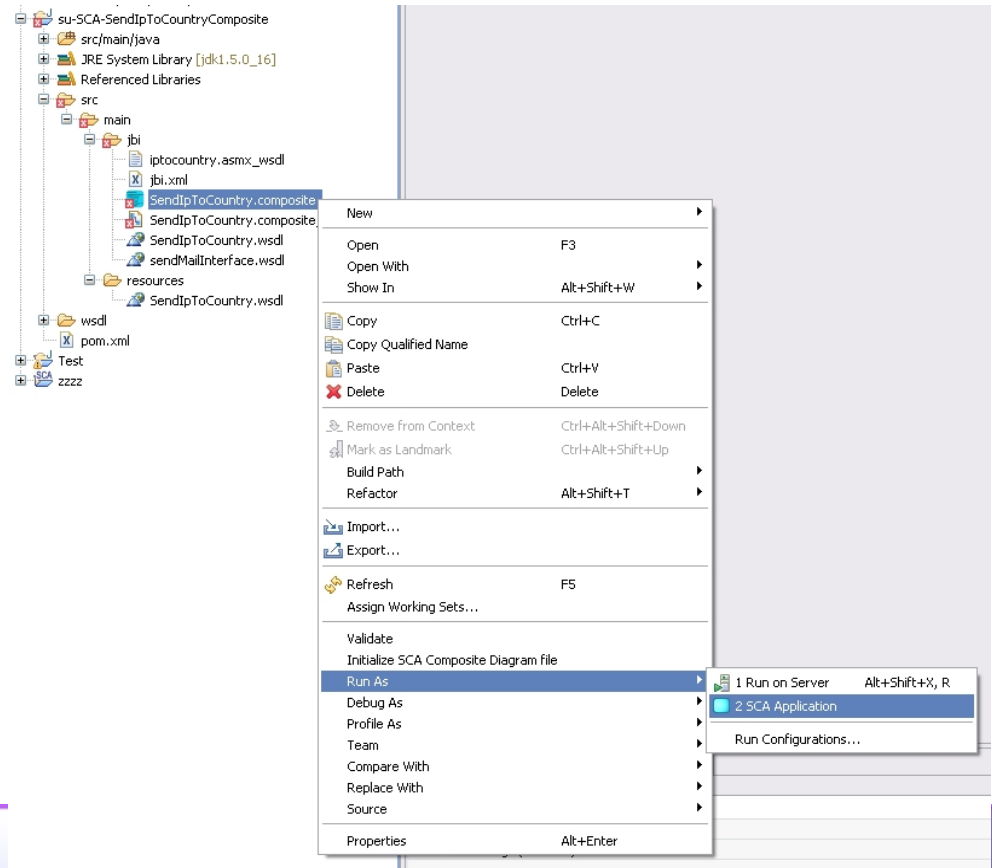 su-SCA-SendIpToCountryComposite
src/main/java
JRE System Library [jdk1.5.0_16]
Referenced Libraries
src
main
jbi
iptocountry.asmx_wsdl
jbi.xml
SendIpToCountry.composite
SendIpToCountry.composite_
SendIpToCountry.wsdl
sendMailInterface.wsdl
resources
SendIpToCountry.wsdl
wsdl
pom.xml
Test
SCA zzzz
New
Open F3
Open With
Show In Alt+Shift+W
Copy Ctrl+C
Copy Qualified Name
Paste Ctrl+V
Delete Delete
Remove from Context Ctrl+Alt+Shift+Down
Mark as Landmark Ctrl+Alt+Shift+Up
Build Path
Refactor Alt+Shift+T
Import...
Export...
Refresh F5
Assign Working Sets...
Validate
Initialize SCA Composite Diagram file
Run As
Debug As
Profile As
Team
Compare With
Replace With
Source
Properties Alt+Enter
1 Run on Server Alt+Shift+X, R
2 SCA Application
Run Configurations...